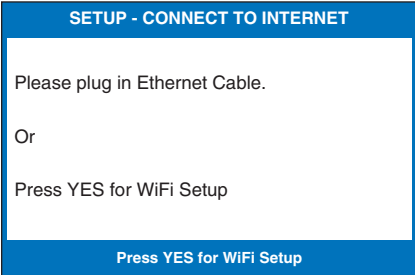 SETUP - CONNECT TO INTERNET
Please plug in Ethernet Cable.
Or
Press YES for WiFi Setup
Press YES for WiFi Setup